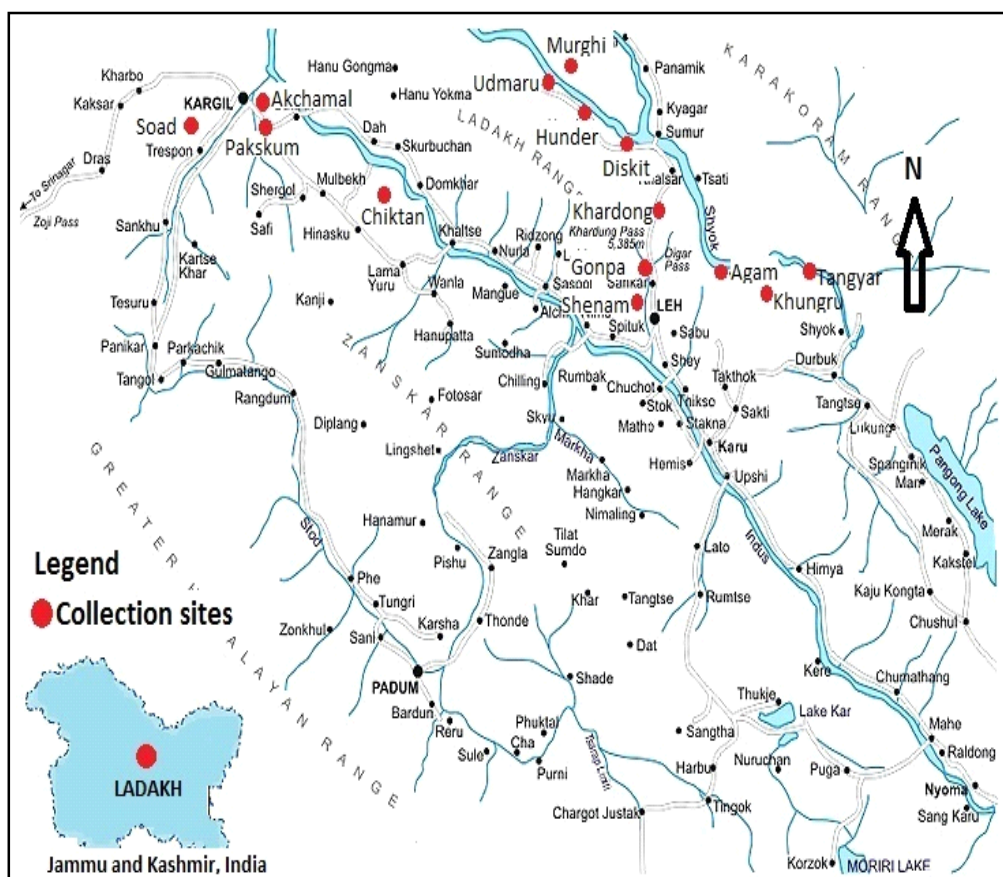 Murghi
Panamik
KARAKORAM RANGE
Hanu Gongma
Kharbo
Udmaru
Hanu Yokma
KARGIL
Akchamal
Kaksar
LADAKH RANGE
Kyagar
Soad
Hunder
Sumur
Pakskum
Dah
Trespon
Skurbuchan
Diskit
N
Dras
Tsati
To Srinagar
Mulbekh
Shergol
Domkhar
Chiktan
Zoji Pass
Khardong
Shyok
Sankhu
Safi
Hinasku
Khardung Pass
5,385m
Khaltse
Ridzong
Digar
Pass
Kartse
Khar
Nurla
Gonpa
Lama
Yuru
Wanla
Agam
Tangyar
Mangue
Khungru
Tesuru
Kanji
Shenam
LEH
Hanupatta
Spituk
Sabu
Shyok
Panikar
Parkachik
ZANSKAR RANGE
Sumodha
Shey
Durbuk
Tangol
Gulmatango
Chilling
Rumbak
Chuchot
Takthok
Rangdum
Fotosar
Stok
Tangtse
Sakti
Skyu
Diplang
Matho
Stakna
Karu
Markha
Lingshet
Zanskar
Markha
Hemis
Pangong Lake
GREATER
Upshi
Hangkar
Man
Nimaling
Hanamur
Merak
Stod
Indus
Tilat
Sumdo
Lato
Zangla
Kakstet
Legend
Pishu
Himya
Phe
Collection sites
Tungri
Khar
Tangtse
Rumtse
Kaju Kongta
Zonkhul
Sani
Karsha
Thonde
Chushul
Dat
Kere
PADUM
Shade
Chumathang
Thukje
Bardun
Lake Kar
Reru
Phuktal
Sangtha
Mahe
Sule
Cha
Raldong
Purni
Harbu
Nuruchan
Puga
LADAKH
Nyoma
Tingok
Chargot Justak
Sang Karu
Jammu and Kashmir, India
Korzok
MORIRI LAKE